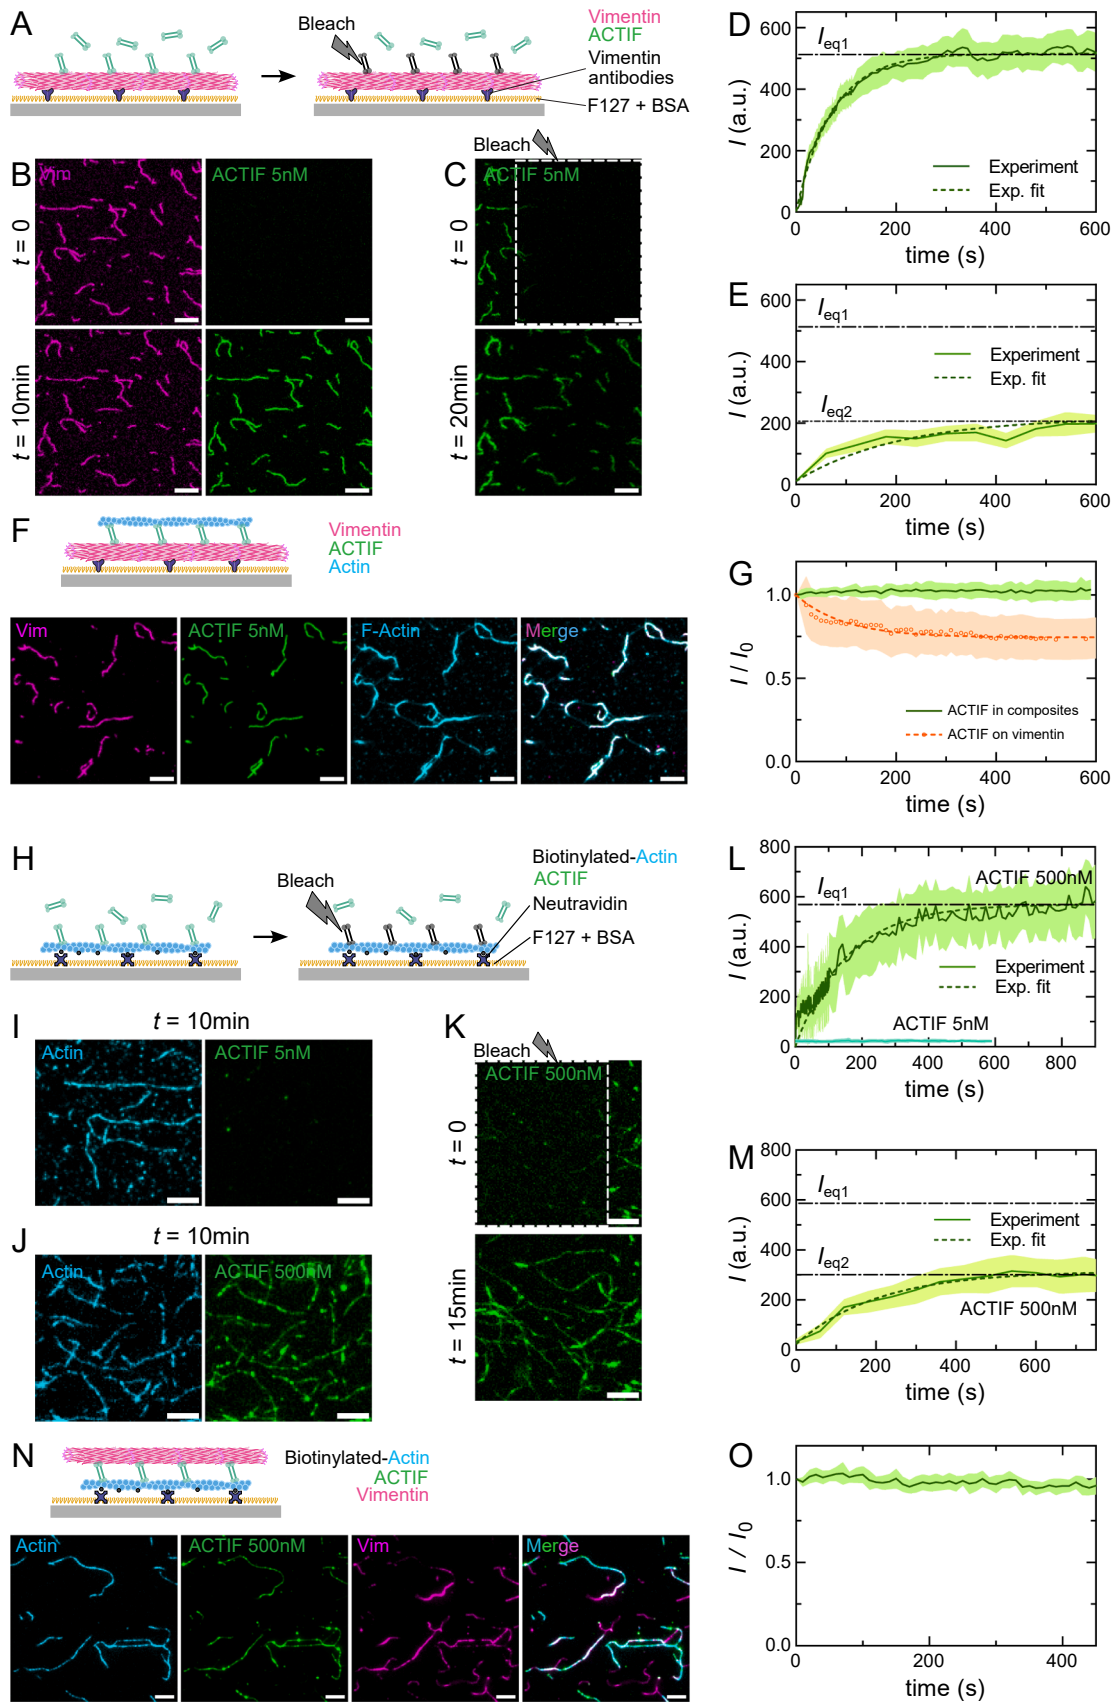 A
Bleach
Vimentin
ACTIF
Vimentin
antibodies
F127 + BSA
B
Vim
ACTIF 5nM
t = 0
t = 10min
C
Bleach
ACTIF 5nM
t = 0
t = 20min
D
I (a.u.)
600
400
200
0
Ieq1
Experiment
Exp. fit
0 200 400 600
time (s)
E
I (a.u.)
600
400
200
0
Ieq1
Experiment
Exp. fit
Ieq2
0 200 400 600
time (s)
F
Vimentin
ACTIF
Actin
Vim
ACTIF 5nM
F-Actin
Merge
G
I / I0
1.0
0.5
0.0
ACTIF in composites
ACTIF on vimentin
0 200 400 600
time (s)
H
Bleach
Biotinylated-Actin
ACTIF
Neutravidin
F127 + BSA
I
t = 10min
Actin
ACTIF 5nM
J
t = 10min
Actin
ACTIF 500nM
K
Bleach
ACTIF 500nM
t = 0
t = 15min
L
I (a.u.)
800
600
400
200
0
ACTIF 500nM
Ieq1
Experiment
Exp. fit
ACTIF 5nM
0 200 400 600 800
time (s)
M
I (a.u.)
800
600
400
200
0
Ieq1
Experiment
Exp. fit
Ieq2
ACTIF 500nM
0 200 400 600
time (s)
N
Biotinylated-Actin
ACTIF
Vimentin
Actin
ACTIF 500nM
Vim
Merge
O
I / I0
1.0
0.5
0.0
0 200 400
time (s)